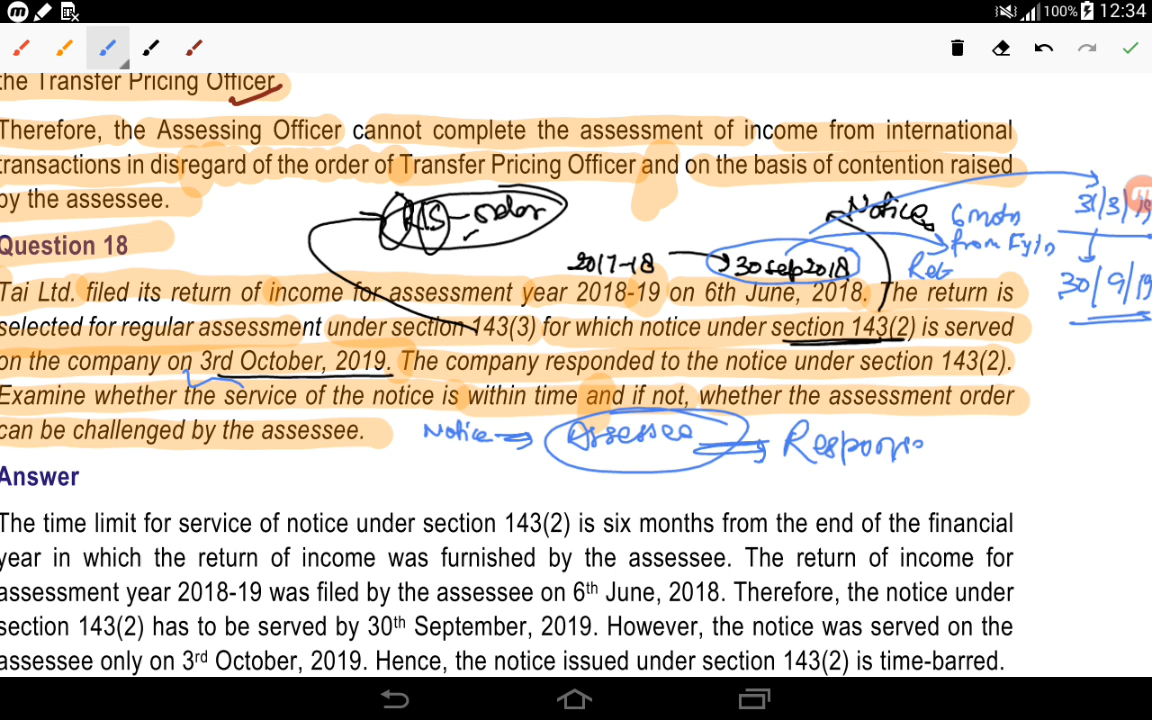 100% 12:34
the Transfer Pricing Officer
Therefore, the Assessing Officer cannot complete the assessment of income from international
transactions in disregard of the order of Transfer Pricing Officer and on the basis of contention raised
by the assessee.
order
Notice
6 months
from Fy in
Ret
31/3/19
30/9/19
Question 18
2017-18 30 Sep 2018
Tai Ltd. filed its return of income for assessment year 2018-19 on 6th June, 2018. The return is
selected for regular assessment under section 143(3) for which notice under section 143(2) is served
on the company on 3rd October, 2019. The company responded to the notice under section 143(2).
Examine whether the service of the notice is within time and if not, whether the assessment order
can be challenged by the assessee.
Notice Assessee Response
Answer
The time limit for service of notice under section 143(2) is six months from the end of the financial
year in which the return of income was furnished by the assessee. The return of income for
assessment year 2018-19 was filed by the assessee on 6th June, 2018. Therefore, the notice under
section 143(2) has to be served by 30th September, 2019. However, the notice was served on the
assessee only on 3rd October, 2019. Hence, the notice issued under section 143(2) is time-barred.